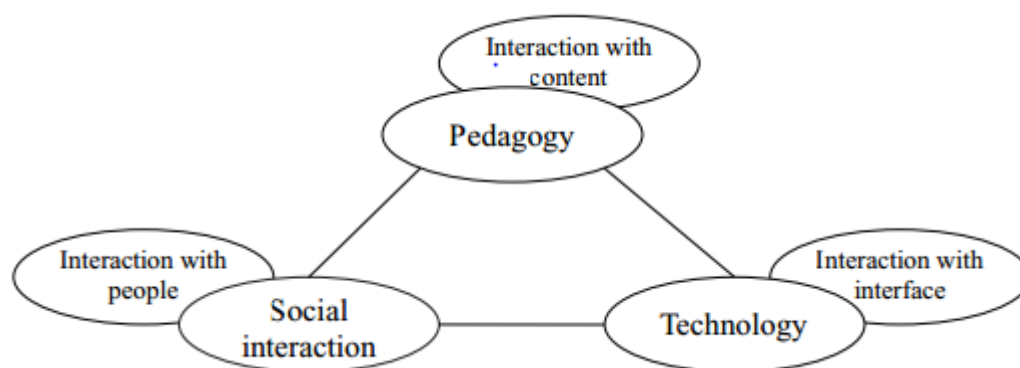 Interaction with
content
Pedagogy
Interaction with
people
Social
interaction
Interaction with
interface
Technology